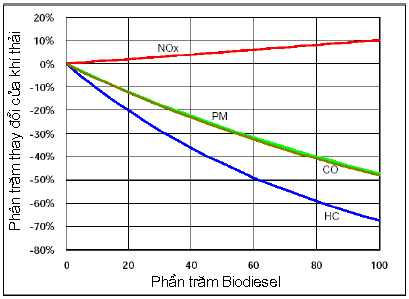 Phần trăm thay đổi của khí thải
20%
10%
0%
-10%
-20%
-30%
-40%
-50%
-60%
-70%
-80%
NOx
PM
CO
HC
0 20 40 60 80 100
Phần trăm Biodiesel